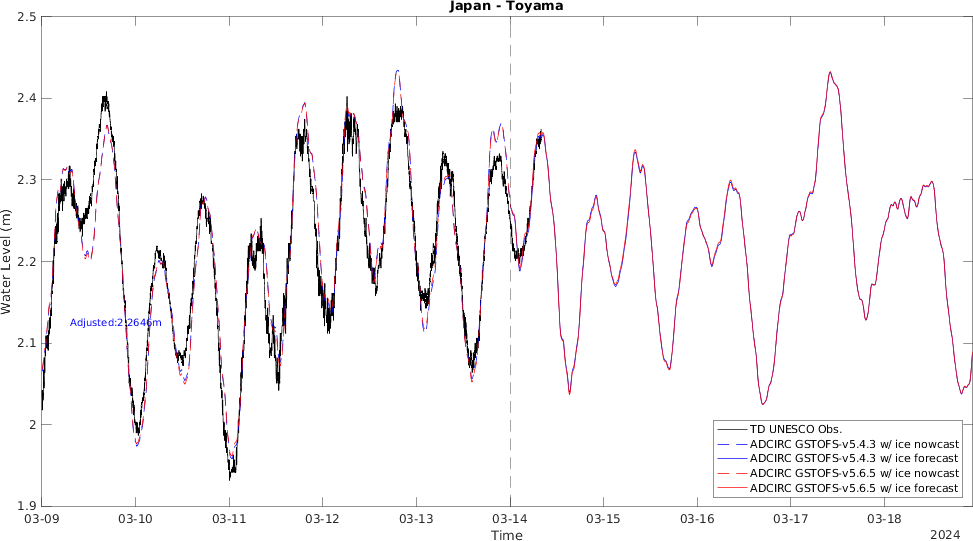 Japan - Toyama
2.5
2.4
2.3
2.2
2.1
2
1.9
Water Level (m)
Adjusted:2.2646m
TD UNESCO Obs.
ADCIRC GSTOFS-v5.4.3 w/ ice nowcast
ADCIRC GSTOFS-v5.4.3 w/ ice forecast
ADCIRC GSTOFS-v5.6.5 w/ ice nowcast
ADCIRC GSTOFS-v5.6.5 w/ ice forecast
03-09 03-10 03-11 03-12 03-13 03-14 03-15 03-16 03-17 03-18
Time
2024